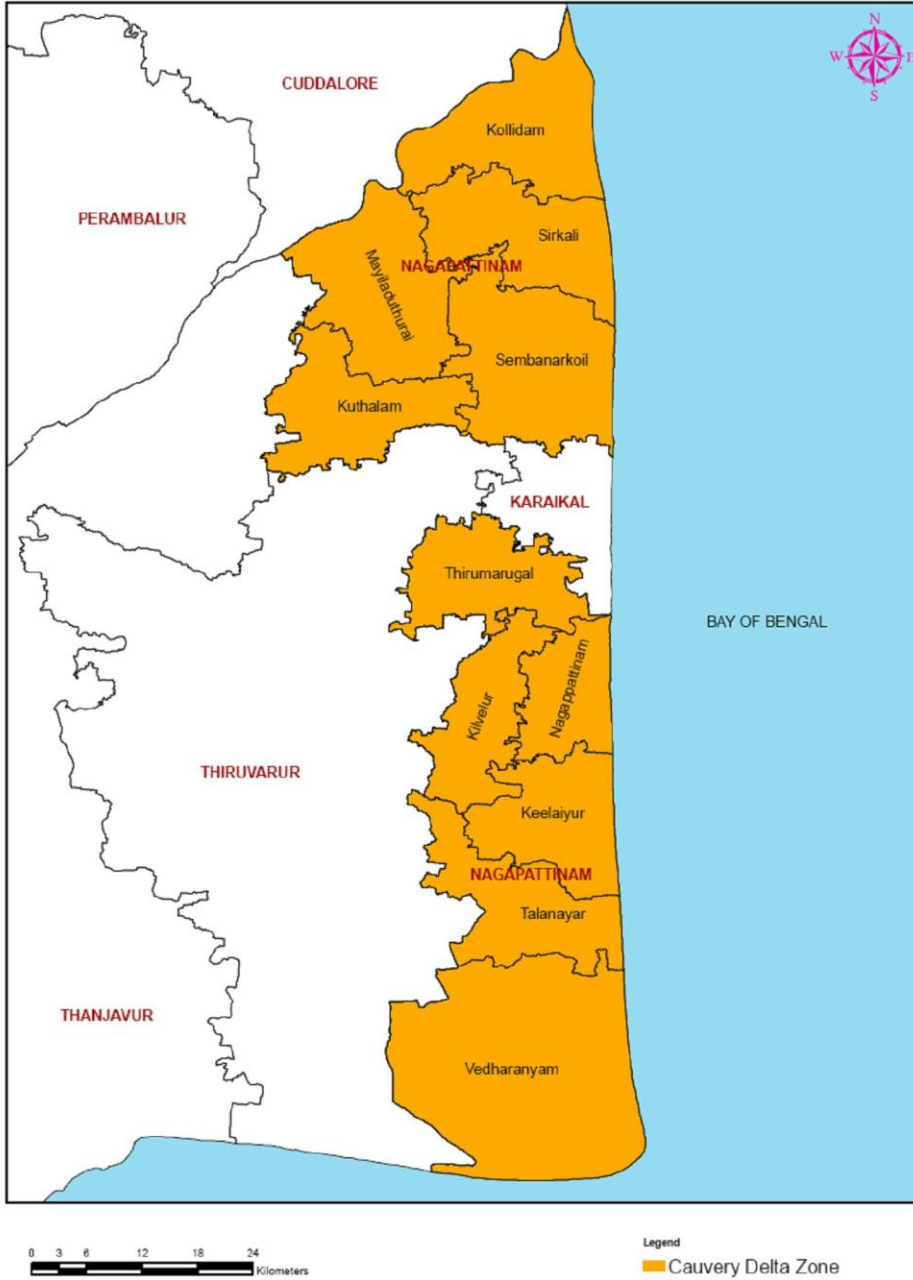 N
W E
S
CUDDALORE
Kollidam
PERAMBALUR
Sirkali
Mayiladuthurai
NAGAPATTINAM
Sembanarkoil
Kuthalam
KARAIKAL
Thirumarugal
BAY OF BENGAL
Nagappattinam
Kilvelur
THIRUVARUR
Keelaiyur
NAGAPATTINAM
Talanayar
THANJAVUR
Vedharanyam
0 3 6 12 18 24
Kilometers
Legend
Cauvery Delta Zone